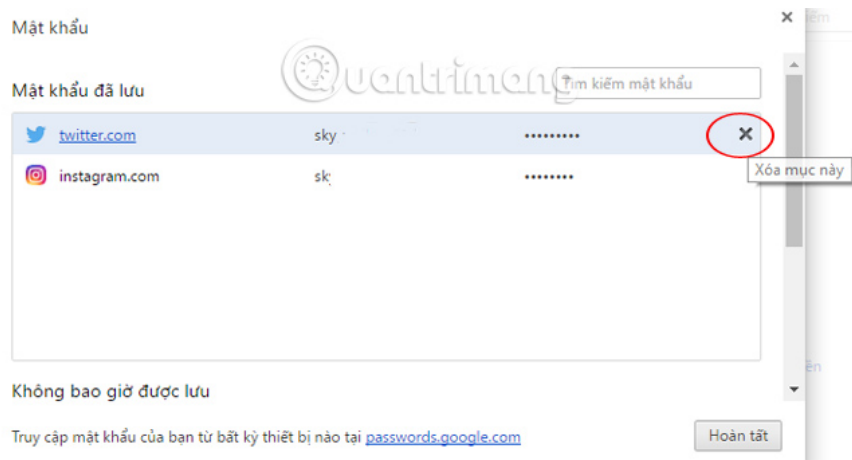 Mật khẩu
Mật khẩu đã lưu
Quantrimang
Tìm kiếm mật khẩu
twitter.com sky •••••••••
Xóa mục này
instagram.com sk ••••••••
Không bao giờ được lưu
Truy cập mật khẩu của bạn từ bất kỳ thiết bị nào tại passwords.google.com
Hoàn tất